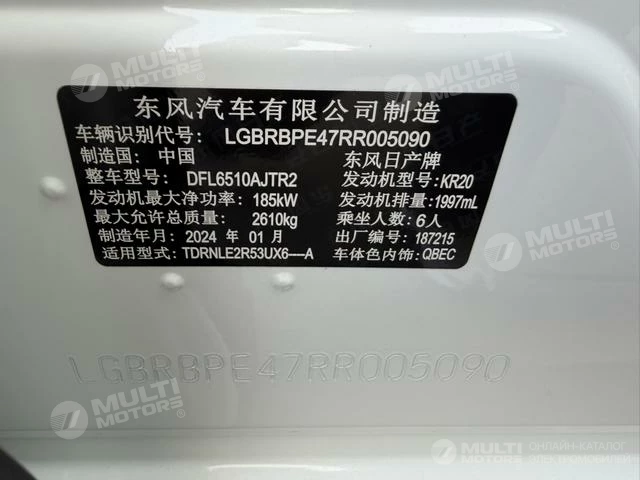 东风汽车有限公司制造
车辆识别代号: LGBRBPE47RR005090
制造国: 中国 东风日产牌
整车型号: DFL6510AJTR2 发动机型号: KR20
发动机最大净功率: 185kW 发动机排量: 1997mL
最大允许总质量: 2610kg 乘坐人数: 6人
制造年月: 2024 年 01 月 出厂编号: 187215
适用型号: TDRNLE2R53UX6----A 车体色内饰: QBEC
LGBRBPE47RR005090
MULTI MOTORS
MULTI MOTORS
MULTI MOTORS
MULTI MOTORS
MULTI MOTORS ОНЛАЙН-КАТАЛОГ ЭЛЕКТРОМОБИЛЕЙ